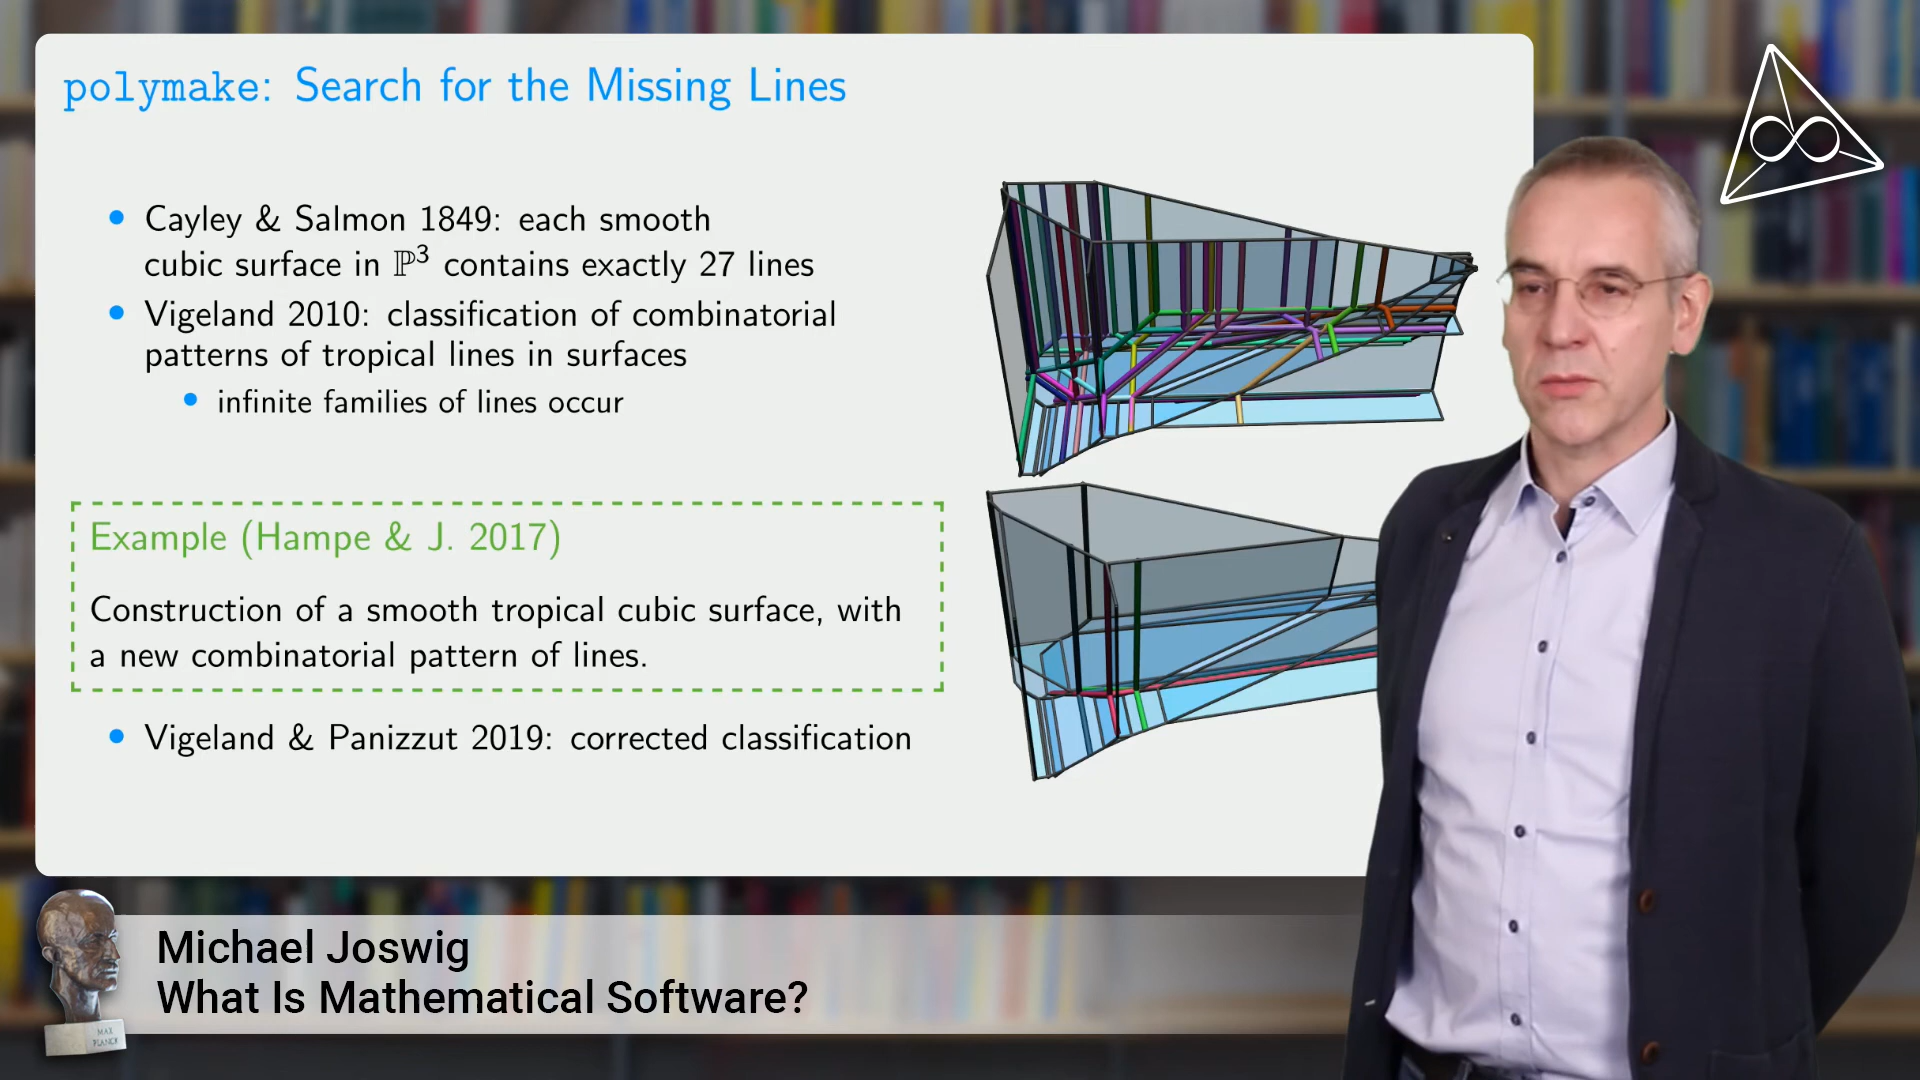 polymake: Search for the Missing Lines
Cayley & Salmon 1849: each smooth
cubic surface in ℙ³ contains exactly 27 lines
Vigeland 2010: classification of combinatorial
patterns of tropical lines in surfaces
infinite families of lines occur
Example (Hampe & J. 2017)
Construction of a smooth tropical cubic surface, with
a new combinatorial pattern of lines.
Vigeland & Panizzut 2019: corrected classification
Michael Joswig
What Is Mathematical Software?
MAX
PLANCK